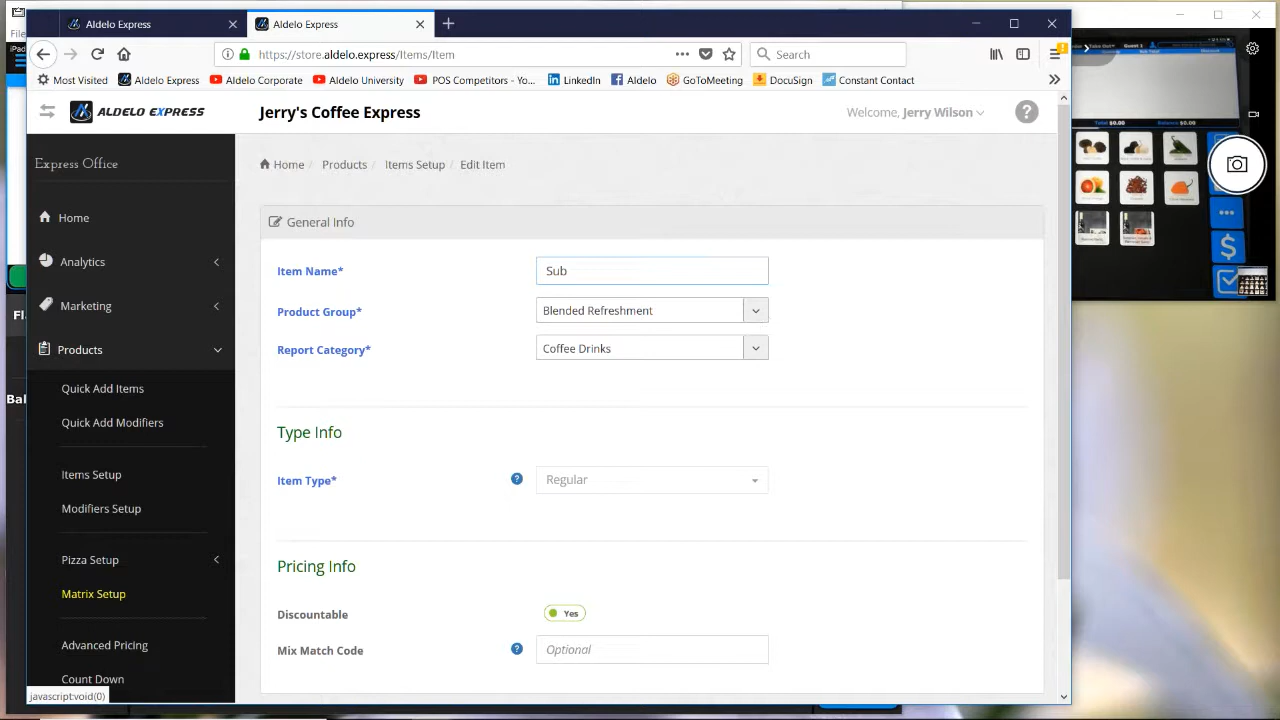 Aldelo Express
Aldelo Express
https://store.aldelo.express/Items/Item
Search
Most Visited
Aldelo Express
Aldelo Corporate
Aldelo University
POS Competitors - Yo...
LinkedIn
Aldelo
GoToMeeting
DocuSign
Constant Contact
ALDELO EXPRESS
Jerry's Coffee Express
Welcome, Jerry Wilson
?
Express Office
Home / Products / Items Setup / Edit Item
Home
Analytics
Marketing
Products
Quick Add Items
Quick Add Modifiers
Items Setup
Modifiers Setup
Pizza Setup
Matrix Setup
Advanced Pricing
Count Down
General Info
Item Name*
Sub
Product Group*
Blended Refreshment
Report Category*
Coffee Drinks
Type Info
Item Type*
?
Regular
Pricing Info
Discountable
Yes
Mix Match Code
?
Optional
javascript:void(0)
Guest 1
Total $0.00
Balance $0.00
$